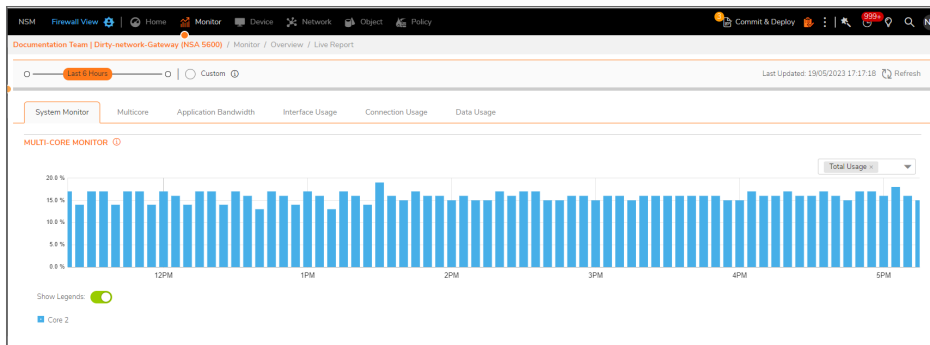 NSM Firewall View Home Monitor Device Network Object Policy 3 Commit & Deploy 999+ N
Documentation Team | Dirty-network-Gateway (NSA 5600) / Monitor / Overview / Live Report
Last 6 Hours Custom Last Updated: 19/05/2023 17:17:18 Refresh
System Monitor Multicore Application Bandwidth Interface Usage Connection Usage Data Usage
MULTI-CORE MONITOR
Total Usage ×
20.0 %
15.0 %
10.0 %
5.0 %
0.0 %
12PM 1PM 2PM 3PM 4PM 5PM
Show Legends:
Core 2